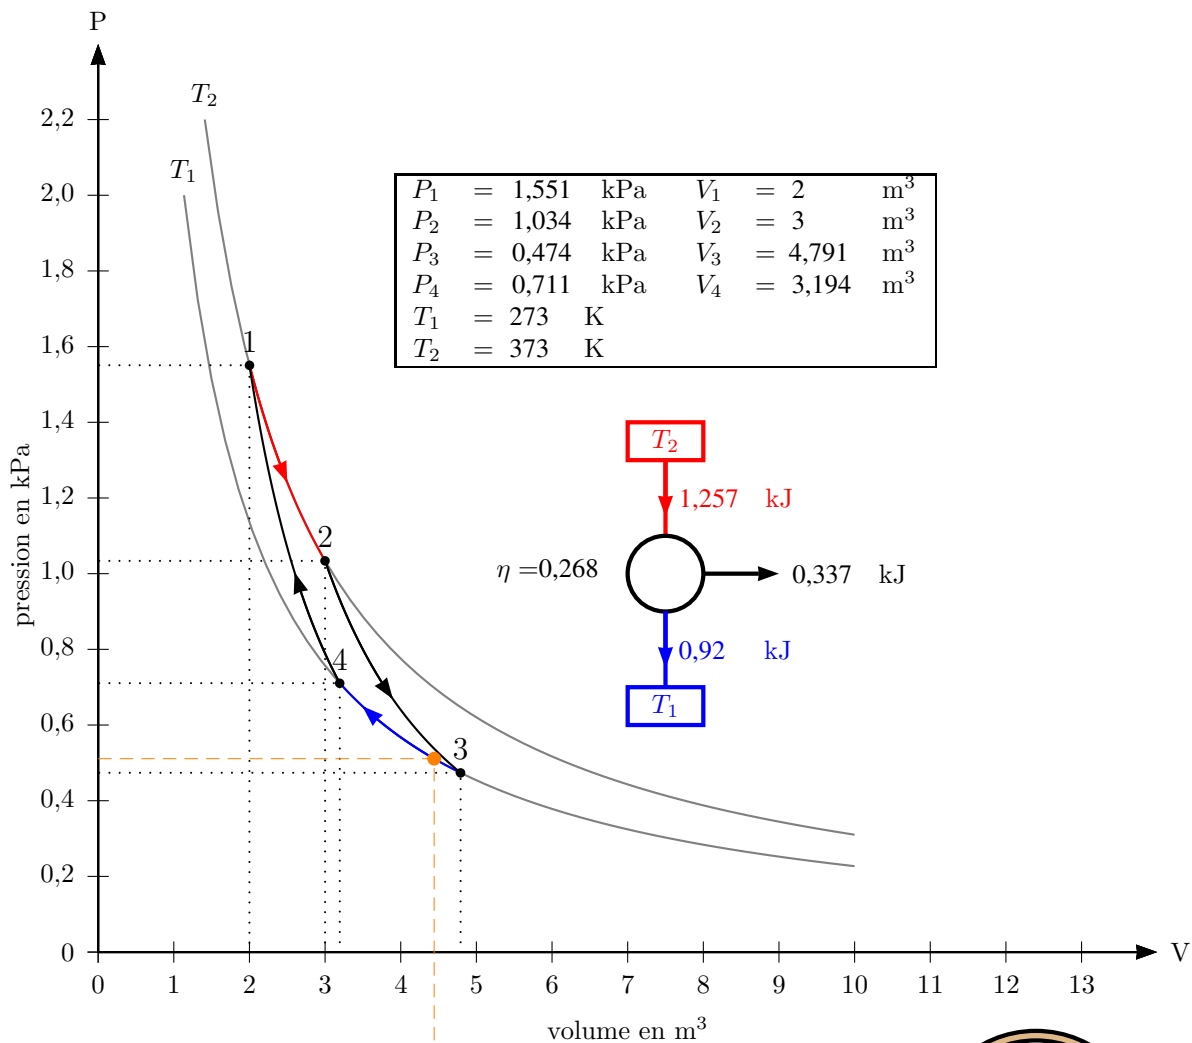 P
T₂
2,2
T₁
2,0
P₁ = 1,551 kPa V₁ = 2 m³
P₂ = 1,034 kPa V₂ = 3 m³
P₃ = 0,474 kPa V₃ = 4,791 m³
P₄ = 0,711 kPa V₄ = 3,194 m³
T₁ = 273 K
T₂ = 373 K
1,8
1,6
1
1,4
T₂
1,2
1,257 kJ
pression en kPa
2
1,0
η =0,268
0,337 kJ
0,8
4
0,92 kJ
T₁
0,6
3
0,4
0,2
0
V
0 1 2 3 4 5 6 7 8 9 10 11 12 13
volume en m³